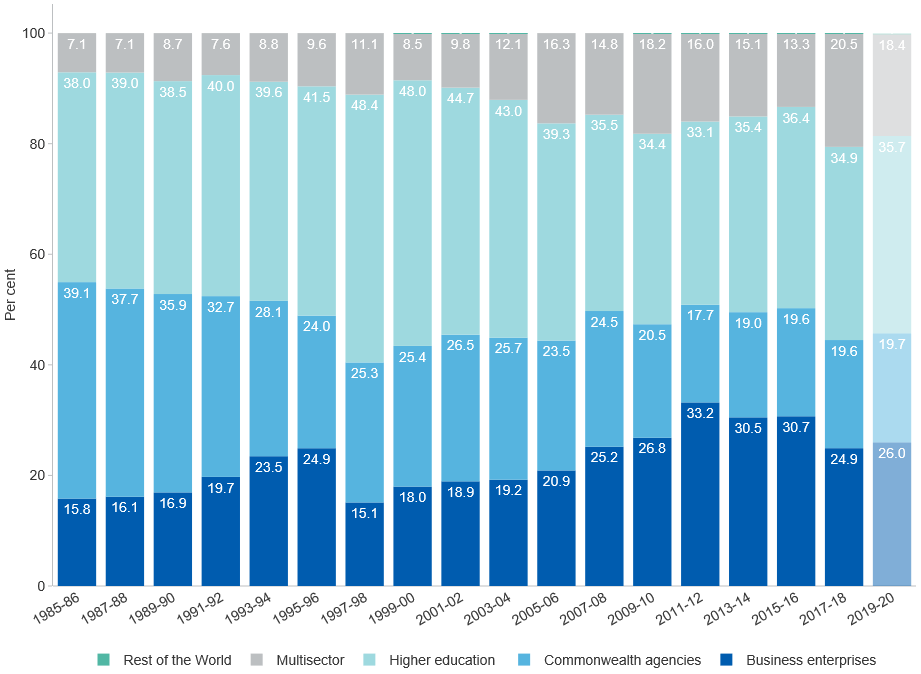 100
7.1 7.1 8.7 7.6 8.8 9.6 11.1 8.5 9.8 12.1 16.3 14.8 18.2 16.0 15.1 13.3 20.5 18.4
38.0 39.0 38.5 40.0 39.6 41.5 48.4 48.0 44.7 43.0 39.3 35.5 34.4 33.1 35.4 36.4 34.9 35.7
80
60
Per cent
39.1 37.7 35.9 32.7 28.1 24.0 25.3 25.4 26.5 25.7 23.5 24.5 20.5 17.7 19.0 19.6 19.6 19.7
40
20
15.8 16.1 16.9 19.7 23.5 24.9 15.1 18.0 18.9 19.2 20.9 25.2 26.8 33.2 30.5 30.7 24.9 26.0
0
1985-86 1987-88 1989-90 1991-92 1993-94 1995-96 1997-98 1999-00 2001-02 2003-04 2005-06 2007-08 2009-10 2011-12 2013-14 2015-16 2017-18 2019-20
Rest of the World Multisector Higher education Commonwealth agencies Business enterprises